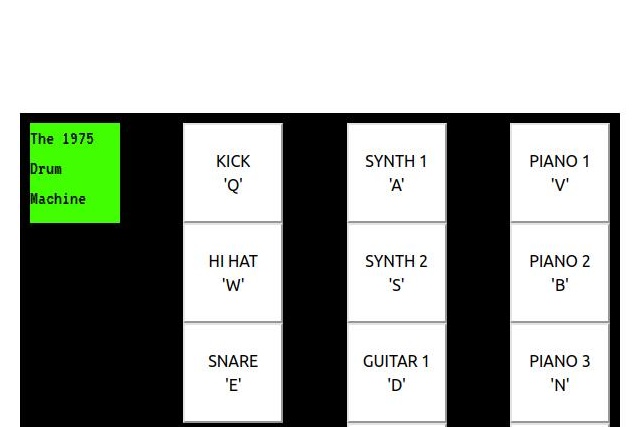 The 1975
Drum
Machine
KICK
'Q'
SYNTH 1
'A'
PIANO 1
'V'
HI HAT
'W'
SYNTH 2
'S'
PIANO 2
'B'
SNARE
'E'
GUITAR 1
'D'
PIANO 3
'N'